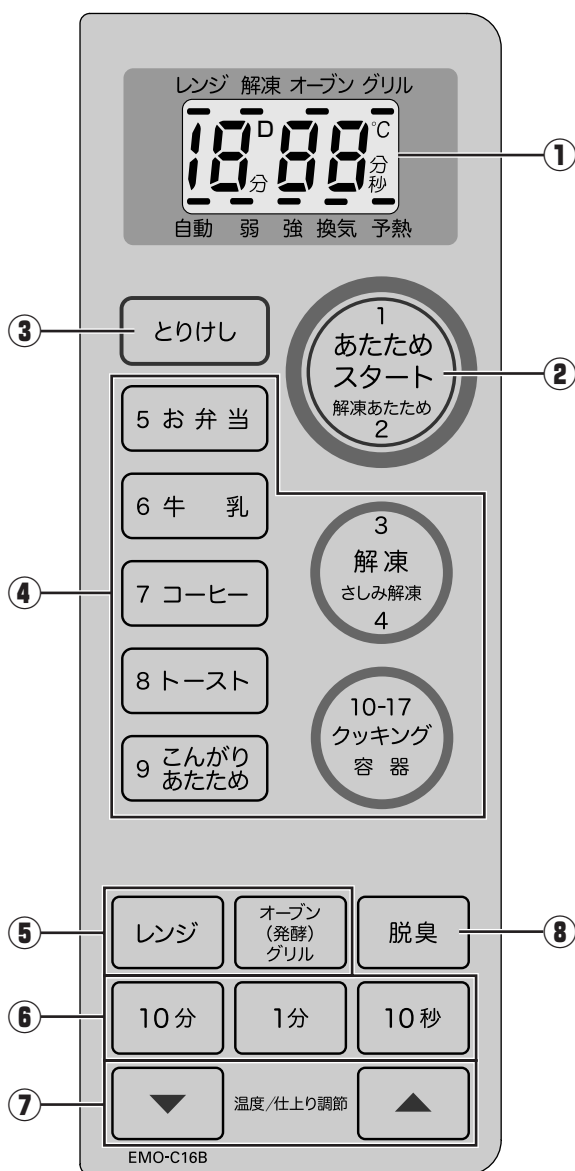 レンジ 解凍 オーブン グリル
18 D 88 ℃
分 分
秒
自動 弱 強 換気 予熱
①
③
とりけし
1
あたため
スタート
解凍あたため
2
②
④
5 お弁当
6 牛 乳
7 コーヒー
8 トースト
9 こんがり
あたため
3
解凍
さしみ解凍
4
10-17
クッキング
容 器
⑤
レンジ
オーブン
(発酵)
グリル
脱臭
⑧
⑥
10分
1分
10秒
⑦
▼ 温度/仕上り調節 ▲
EMO-C16B